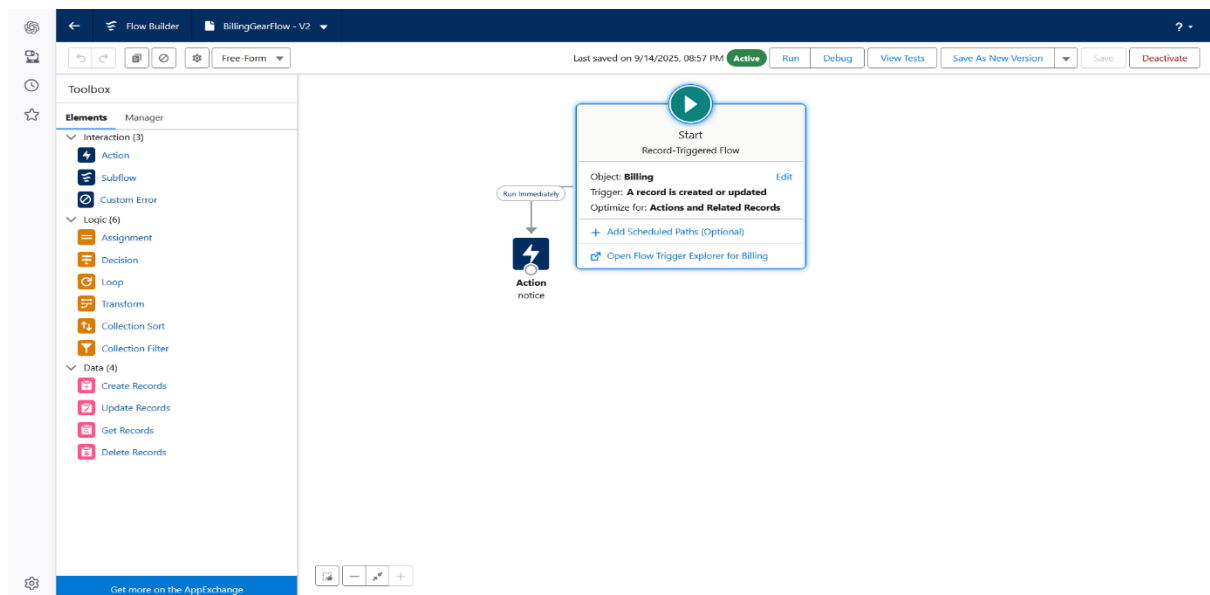 Flow Builder
BillingGearFlow - V2
?
Free-Form
Last saved on 9/14/2025, 08:57 PM
Active
Run
Debug
View Tests
Save As New Version
Save
Deactivate
Toolbox
Elements
Manager
Interaction (3)
Action
Subflow
Custom Error
Logic (6)
Assignment
Decision
Loop
Transform
Collection Sort
Collection Filter
Data (4)
Create Records
Update Records
Get Records
Delete Records
Get more on the AppExchange
Start
Record-Triggered Flow
Object: Billing Edit
Trigger: A record is created or updated
Optimize for: Actions and Related Records
+ Add Scheduled Paths (Optional)
Open Flow Trigger Explorer for Billing
Run Immediately
Action
notice